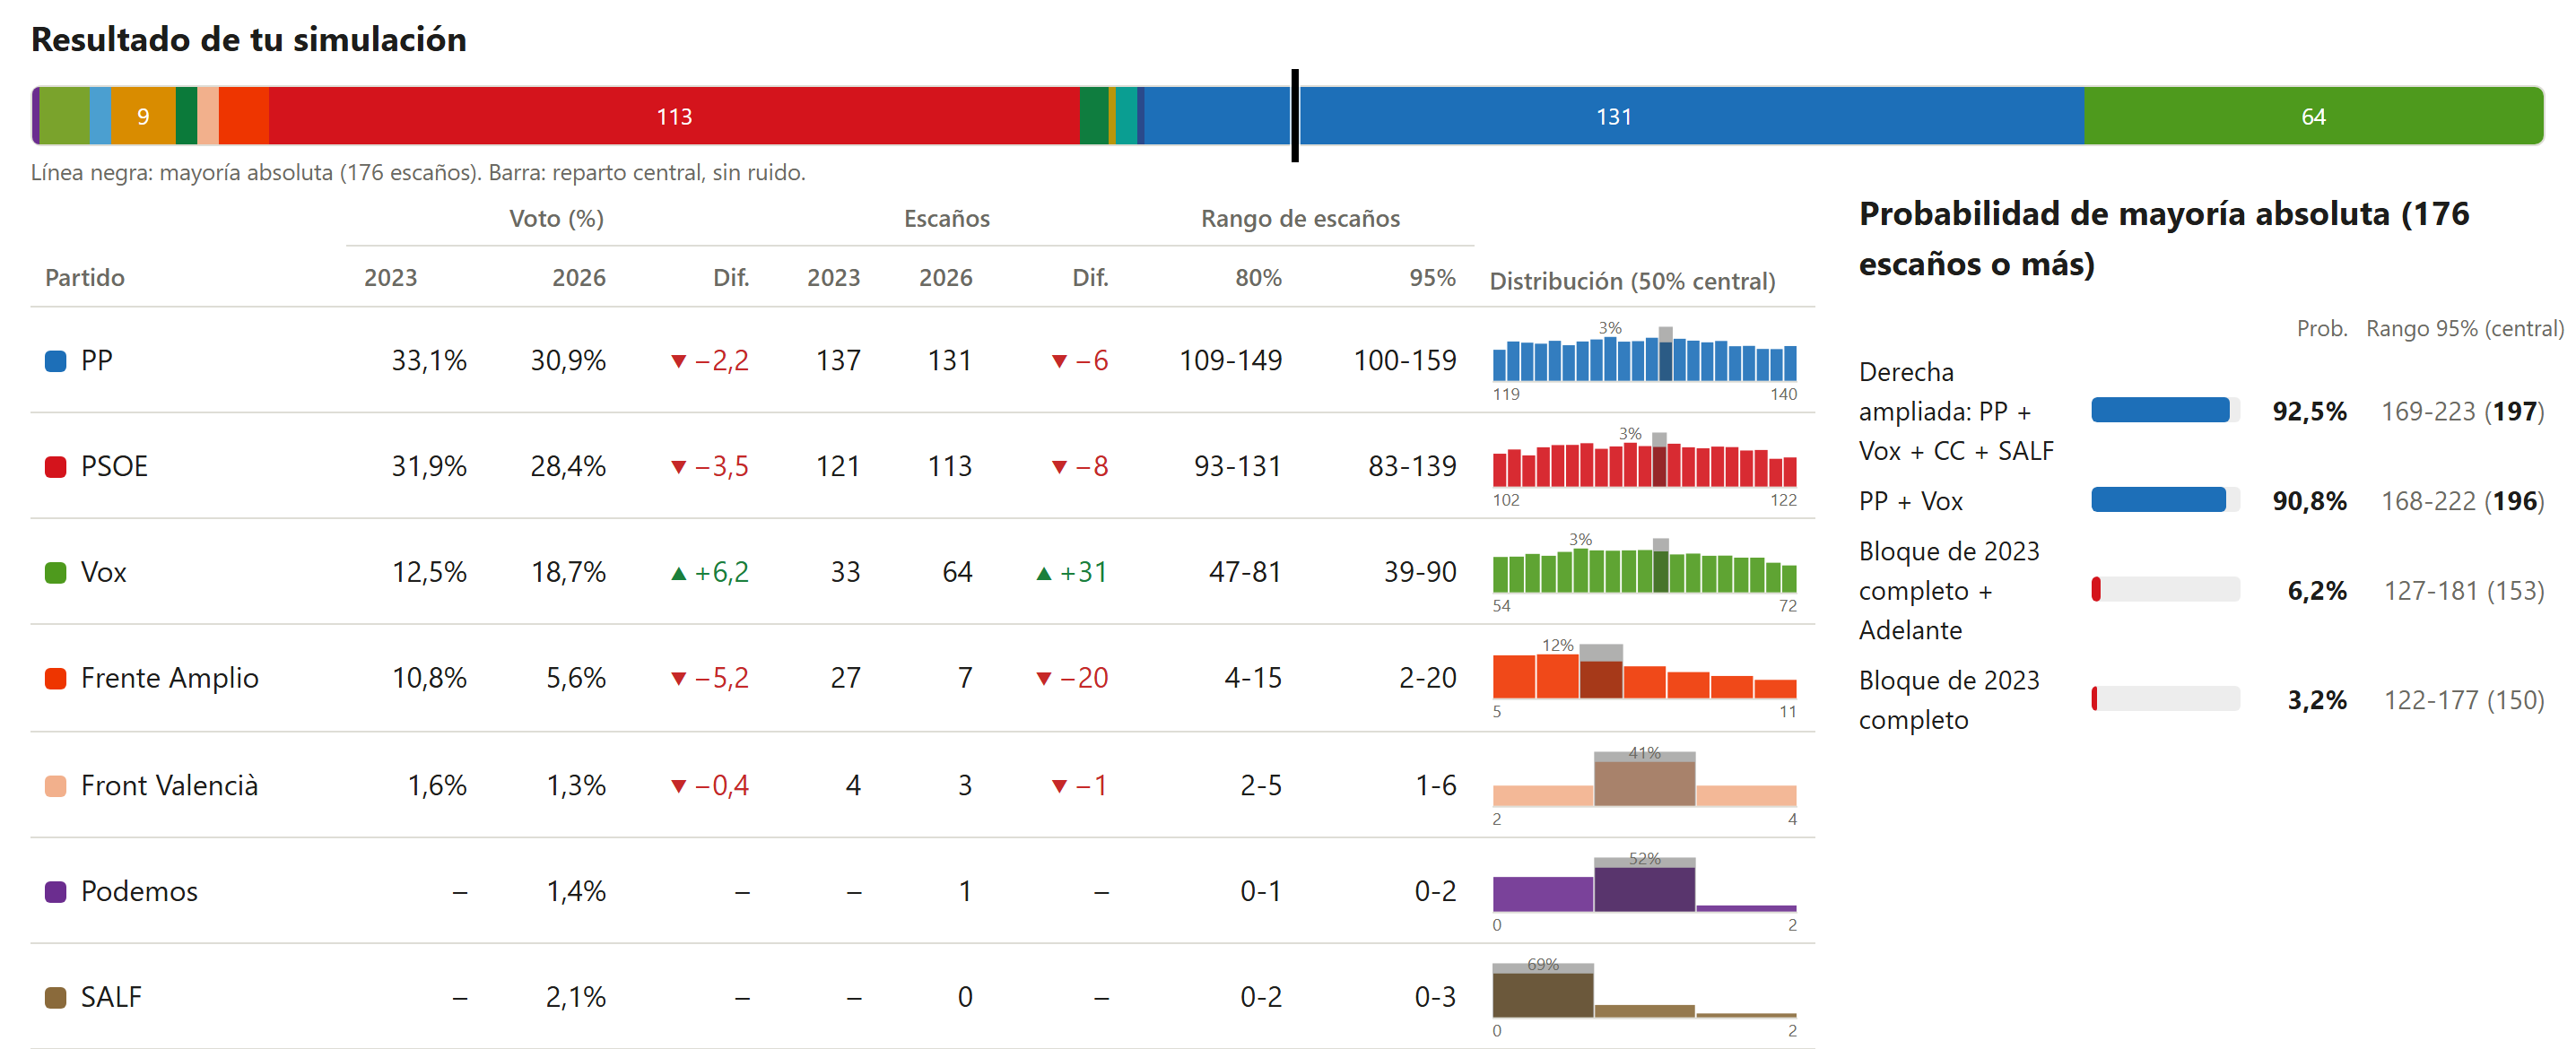 Resultado de tu simulación
9 113 131 64
Línea negra: mayoría absoluta (176 escaños). Barra: reparto central, sin ruido.
Voto (%) Escaños Rango de escaños
Partido 2023 2026 Dif. 2023 2026 Dif. 80% 95% Distribución (50% central)
PP 33,1% 30,9% ▼ −2,2 137 131 ▼ −6 109-149 100-159 3%
119 140
PSOE 31,9% 28,4% ▼ −3,5 121 113 ▼ −8 93-131 83-139 3%
102 122
Vox 12,5% 18,7% ▲ +6,2 33 64 ▲ +31 47-81 39-90 3%
54 72
Frente Amplio 10,8% 5,6% ▼ −5,2 27 7 ▼ −20 4-15 2-20 12%
5 11
Front Valencià 1,6% 1,3% ▼ −0,4 4 3 ▼ −1 2-5 1-6 41%
2 4
Podemos – 1,4% – – 1 – 0-1 0-2 52%
0 2
SALF – 2,1% – – 0 – 0-2 0-3 69%
0 2
Probabilidad de mayoría absoluta (176
escaños o más)
Prob. Rango 95% (central)
Derecha
ampliada: PP + 92,5% 169-223 (197)
Vox + CC + SALF
PP + Vox 90,8% 168-222 (196)
Bloque de 2023
completo + 6,2% 127-181 (153)
Adelante
Bloque de 2023
completo 3,2% 122-177 (150)